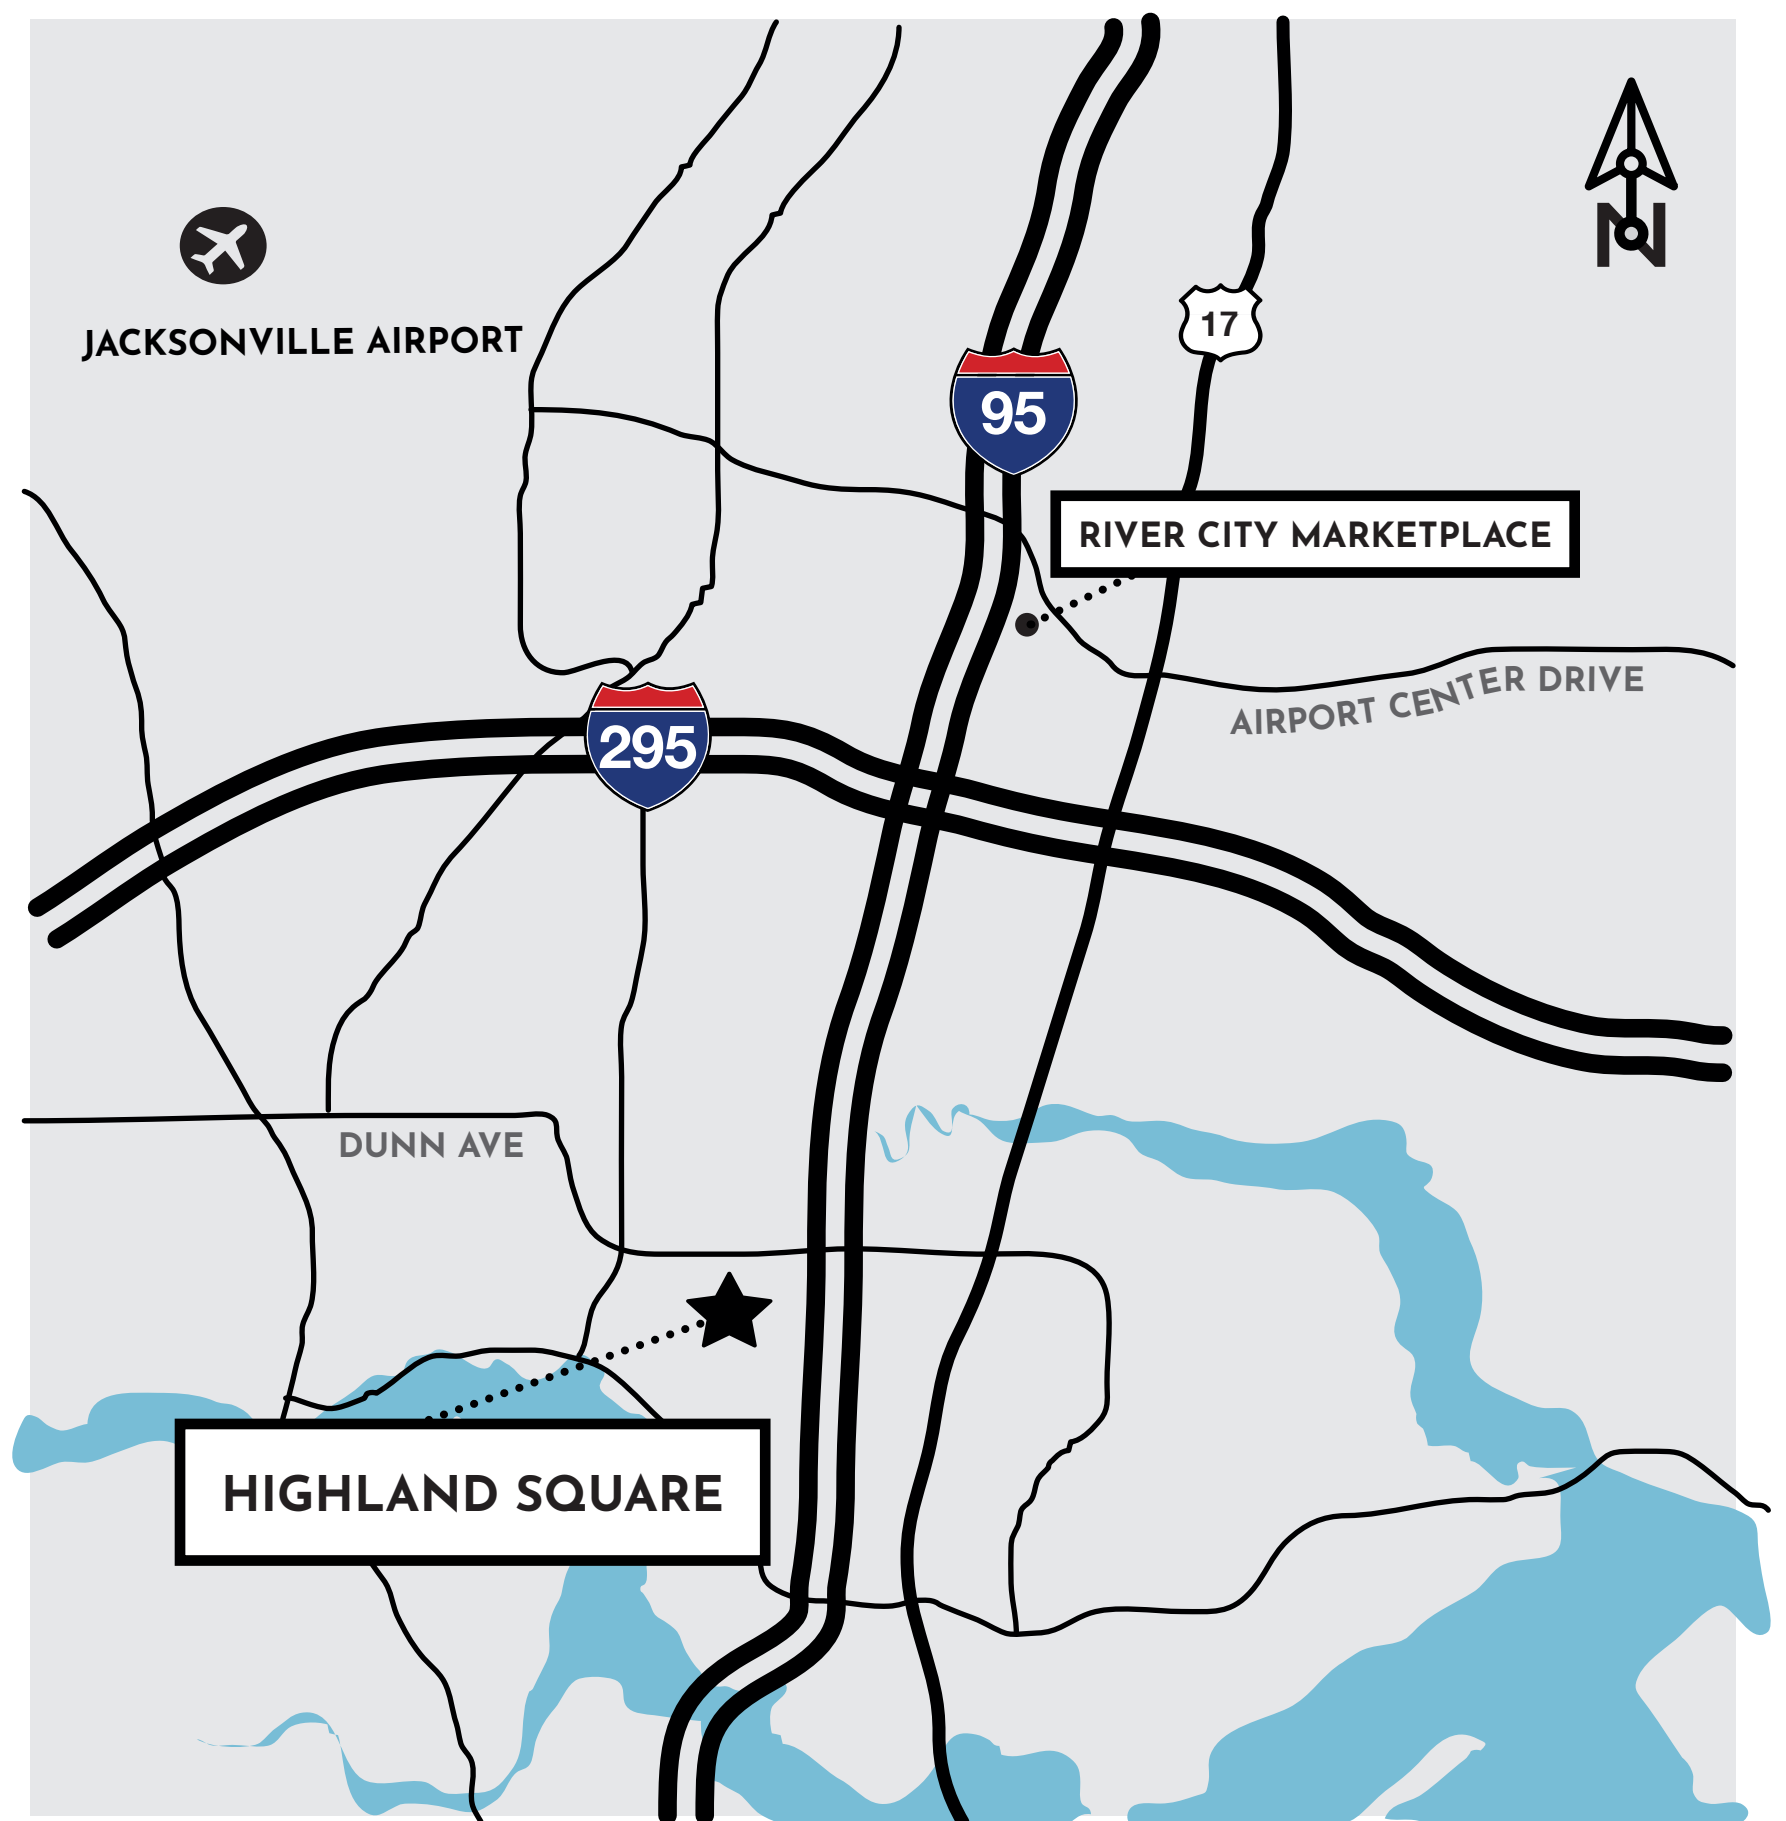 N
JACKSONVILLE AIRPORT
17
95
RIVER CITY MARKETPLACE
AIRPORT CENTER DRIVE
295
DUNN AVE
HIGHLAND SQUARE